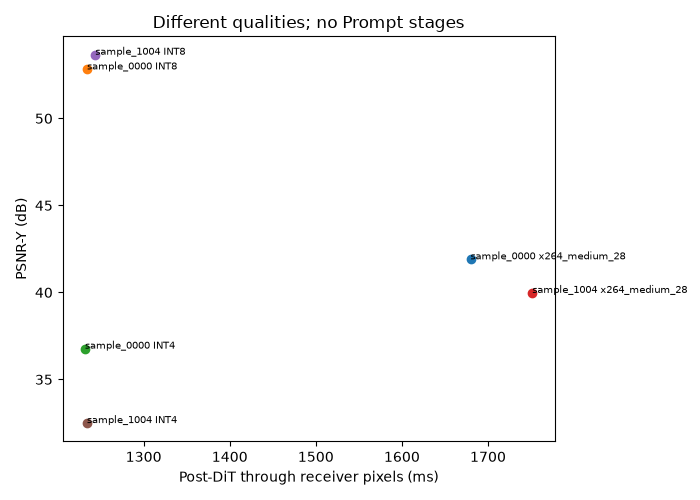 Different qualities; no Prompt stages
sample_1004 INT8
sample_0000 INT8
sample_0000 x264_medium_28
sample_1004 x264_medium_28
sample_0000 INT4
sample_1004 INT4
PSNR-Y (dB)
50
45
40
35
1300 1400 1500 1600 1700
Post-DiT through receiver pixels (ms)